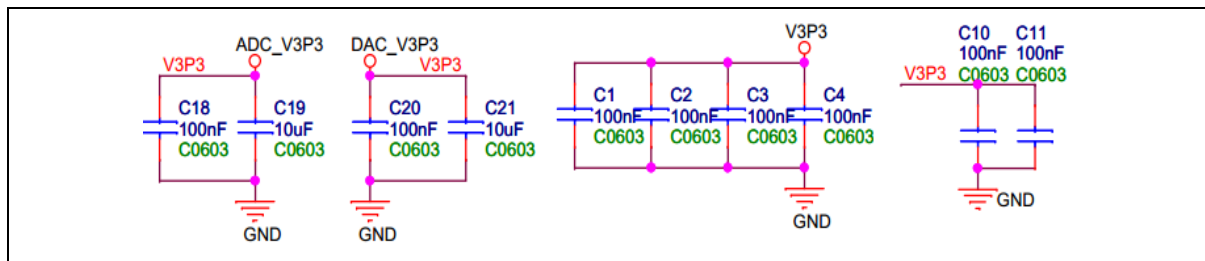 ADC_V3P3
V3P3
C18
100nF
C0603
C19
10uF
C0603
GND
DAC_V3P3
V3P3
C20
100nF
C0603
C21
10uF
C0603
GND
V3P3
C1
100nF
C0603
C2
100nF
C0603
C3
100nF
C0603
C4
100nF
C0603
GND
C10
100nF
C0603
C11
100nF
C0603
V3P3
GND